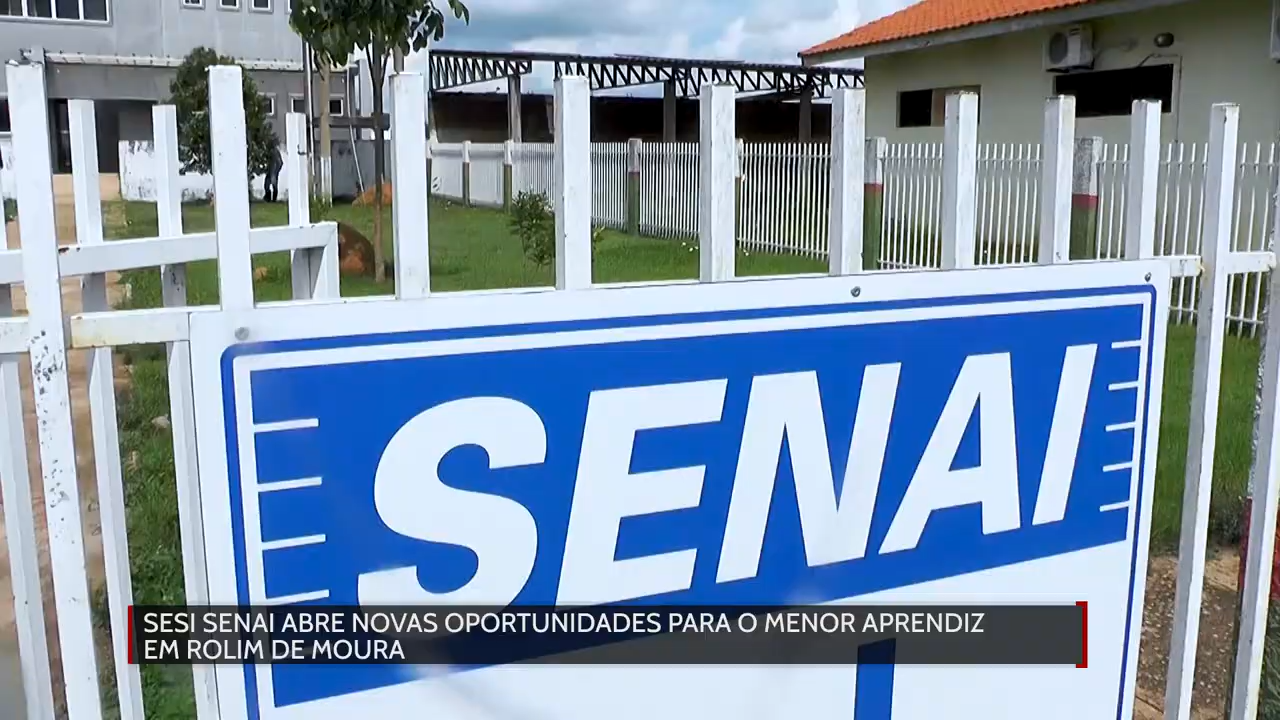 SENAI
SESI SENAI ABRE NOVAS OPORTUNIDADES PARA O MENOR APRENDIZ
EM ROLIM DE MOURA